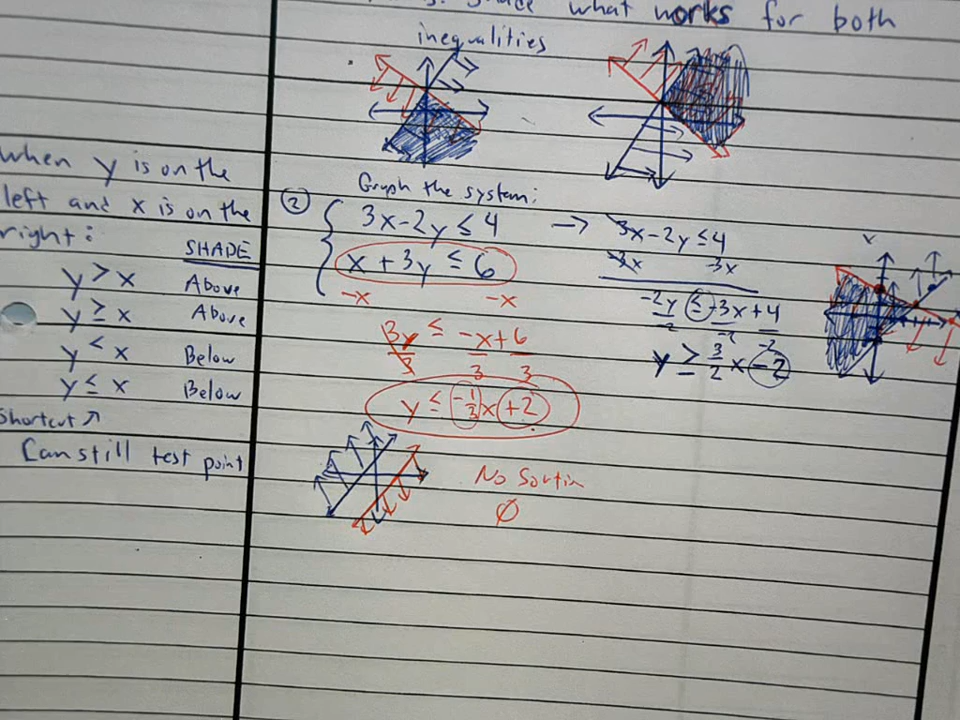 what works for both
inequalities
When y is on the
left and x is on the
right:
SHADE
y > x Above
y ≥ x Above
y < x Below
y ≤ x Below
Shortcut ↗
Can still test point
Graph the system:
② { 3x-2y ≤ 4 → 3x-2y ≤ 4
x + 3y ≤ 6 -3x -3x
-x -x
-2y ≤ -3x+4
-2 -2 -2
3y ≤ -x+6
3 3 3
y ≥ 3/2 x -2
y ≤ -1/3 x +2
No
∅